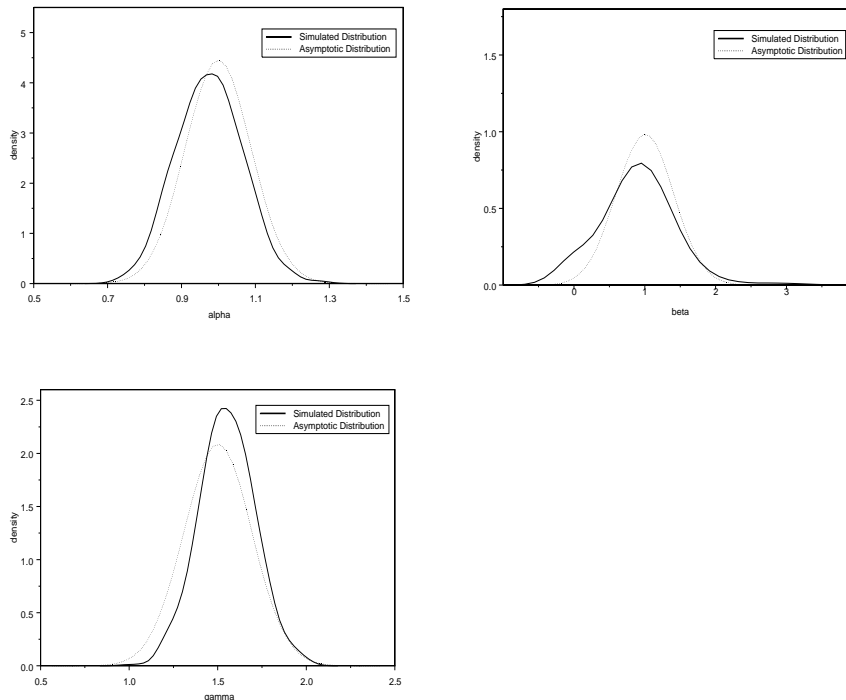 5
4
3
2
1
0
density
Simulated Distribution
Asymptotic Distribution
0.5 0.7 0.9 1.1 1.3 1.5
alpha
1.5
1.0
0.5
0.0
density
Simulated Distribution
Asymptotic Distribution
0 1 2 3
beta
2.5
2.0
1.5
1.0
0.5
0.0
density
Simulated Distribution
Asymptotic Distribution
0.5 1.0 1.5 2.0 2.5
gamma